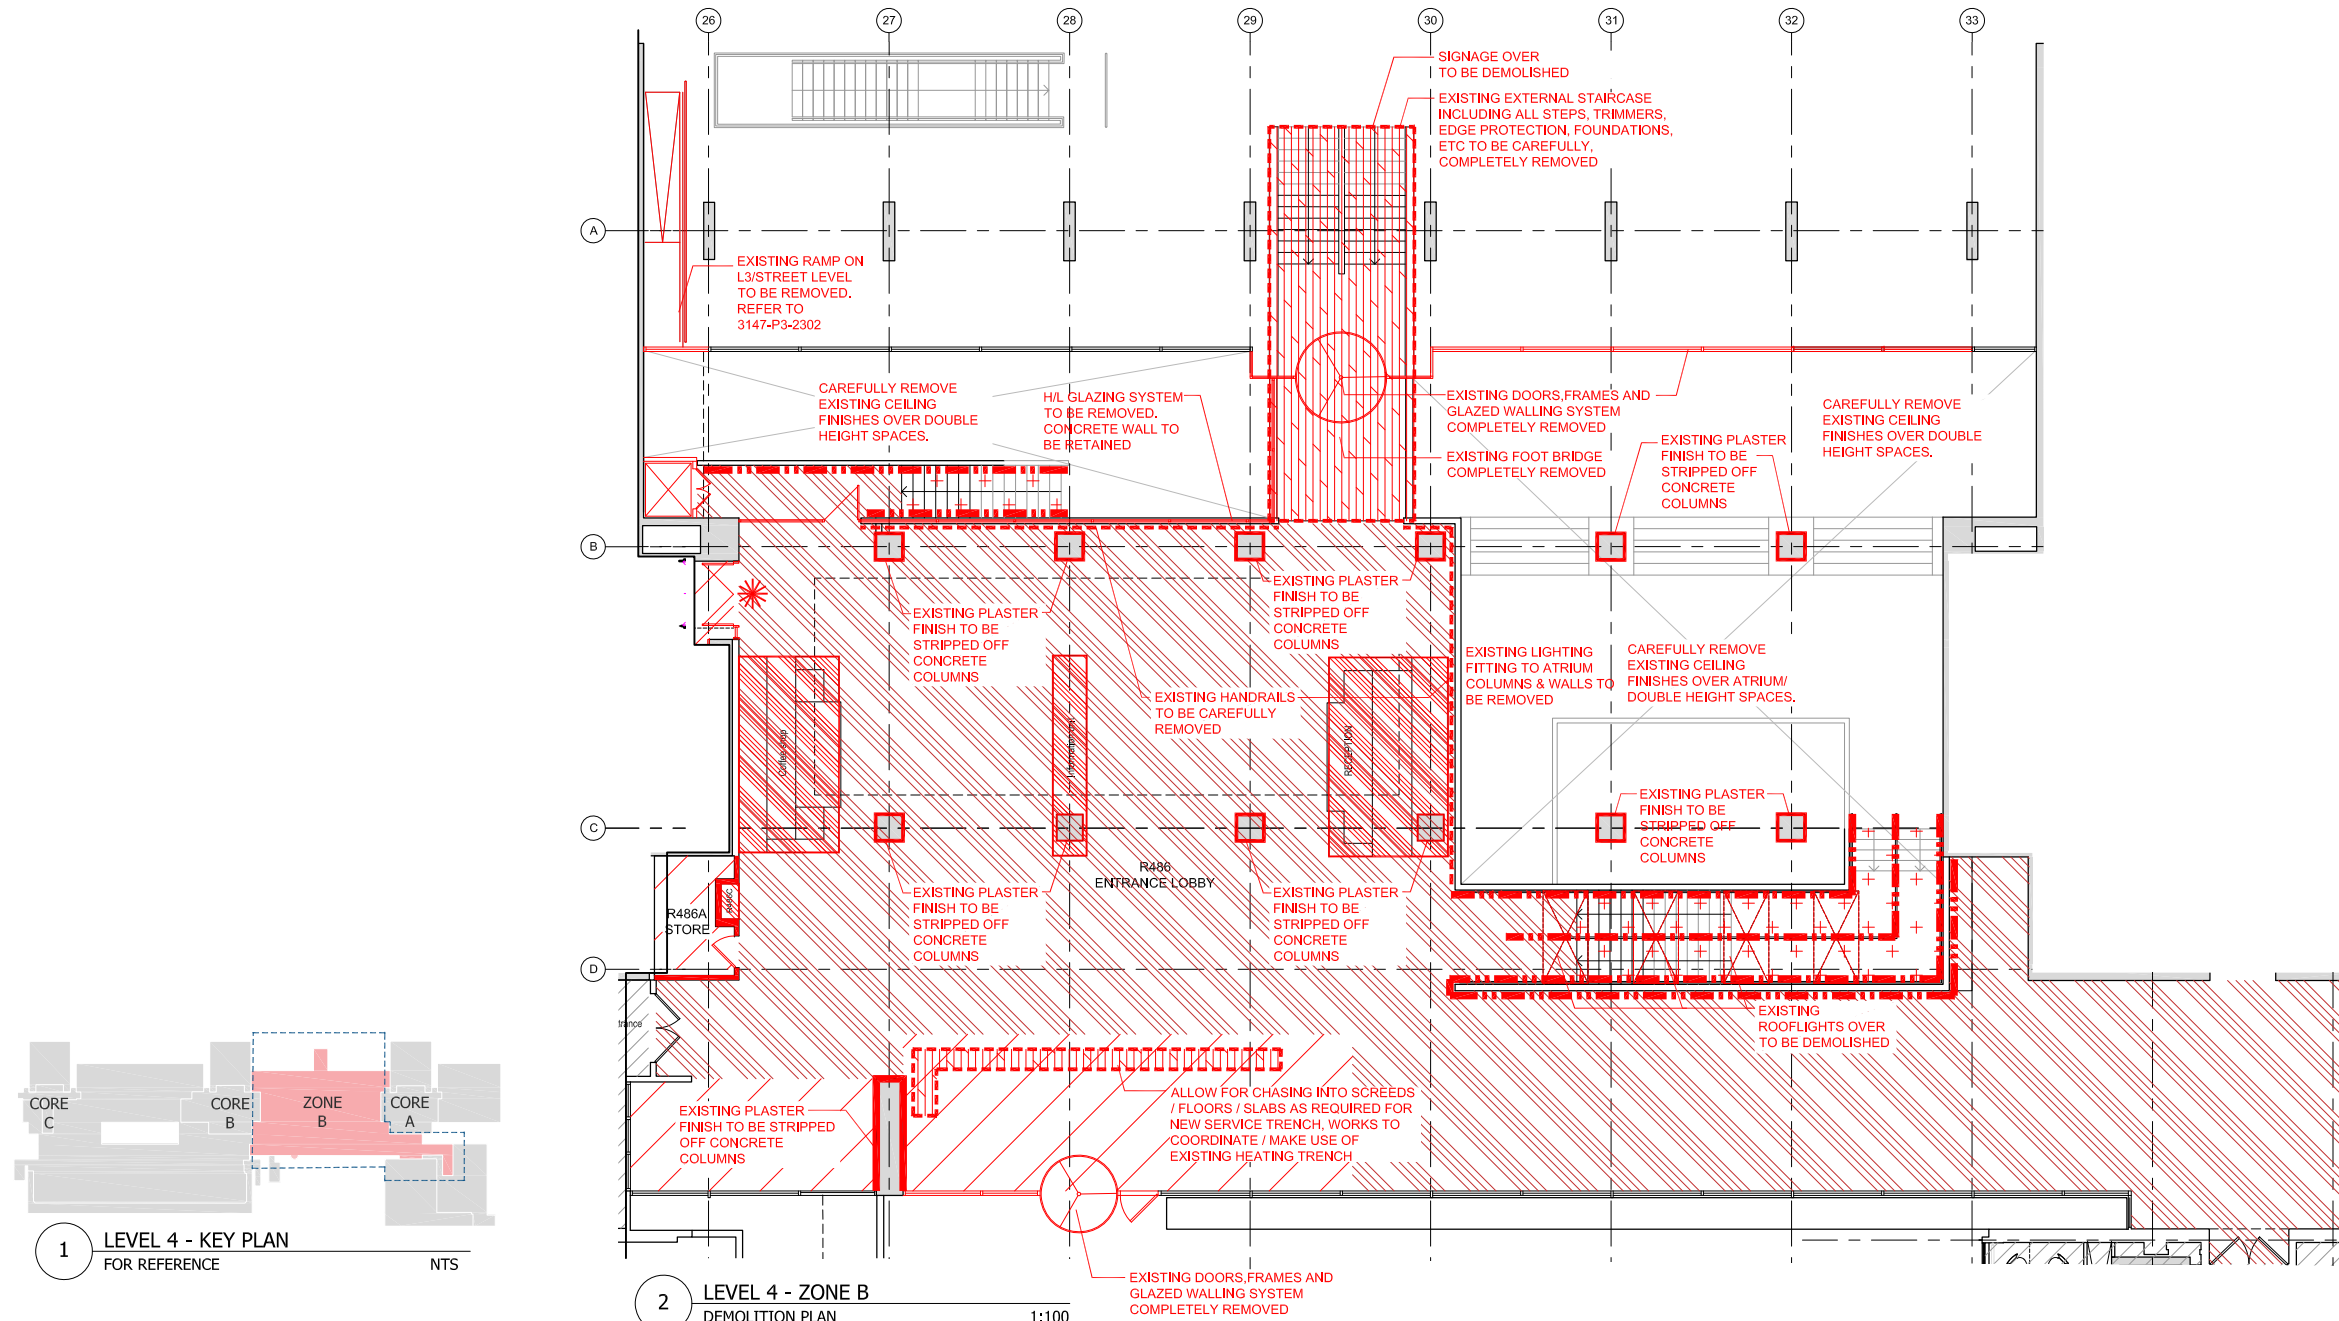 26
27
28
29
30
31
32
33
SIGNAGE OVER
TO BE DEMOLISHED
EXISTING EXTERNAL STAIRCASE
INCLUDING ALL STEPS, TRIMMERS,
EDGE PROTECTION, FOUNDATIONS,
ETC TO BE CAREFULLY,
COMPLETELY REMOVED
A
EXISTING RAMP ON
L3/STREET LEVEL
TO BE REMOVED.
REFER TO
3147-P3-2302
CAREFULLY REMOVE
EXISTING CEILING
FINISHES OVER DOUBLE
HEIGHT SPACES.
H/L GLAZING SYSTEM
TO BE REMOVED.
CONCRETE WALL TO
BE RETAINED
EXISTING DOORS,FRAMES AND
GLAZED WALLING SYSTEM
COMPLETELY REMOVED
EXISTING FOOT BRIDGE
COMPLETELY REMOVED
EXISTING PLASTER
FINISH TO BE
STRIPPED OFF
CONCRETE
COLUMNS
CAREFULLY REMOVE
EXISTING CEILING
FINISHES OVER DOUBLE
HEIGHT SPACES.
B
EXISTING PLASTER
FINISH TO BE
STRIPPED OFF
CONCRETE
COLUMNS
EXISTING PLASTER
FINISH TO BE
STRIPPED OFF
CONCRETE
COLUMNS
EXISTING LIGHTING
FITTING TO ATRIUM
COLUMNS & WALLS TO
BE REMOVED
CAREFULLY REMOVE
EXISTING CEILING
FINISHES OVER ATRIUM/
DOUBLE HEIGHT SPACES.
EXISTING HANDRAILS
TO BE CAREFULLY
REMOVED
Coffee shop
Information
RECEPTION
C
EXISTING PLASTER
FINISH TO BE
STRIPPED OFF
CONCRETE
COLUMNS
R486
ENTRANCE LOBBY
EXISTING PLASTER
FINISH TO BE
STRIPPED OFF
CONCRETE
COLUMNS
EXISTING PLASTER
FINISH TO BE
STRIPPED OFF
CONCRETE
COLUMNS
R486A
STORE
D
trance
EXISTING
ROOFLIGHTS OVER
TO BE DEMOLISHED
ALLOW FOR CHASING INTO SCREEDS
/ FLOORS / SLABS AS REQUIRED FOR
NEW SERVICE TRENCH, WORKS TO
COORDINATE / MAKE USE OF
EXISTING HEATING TRENCH
EXISTING PLASTER
FINISH TO BE STRIPPED
OFF CONCRETE
COLUMNS
CORE
C
CORE
B
ZONE
B
CORE
A
1
LEVEL 4 - KEY PLAN
FOR REFERENCE
NTS
2
LEVEL 4 - ZONE B
DEMOLITION PLAN
1:100
EXISTING DOORS,FRAMES AND
GLAZED WALLING SYSTEM
COMPLETELY REMOVED